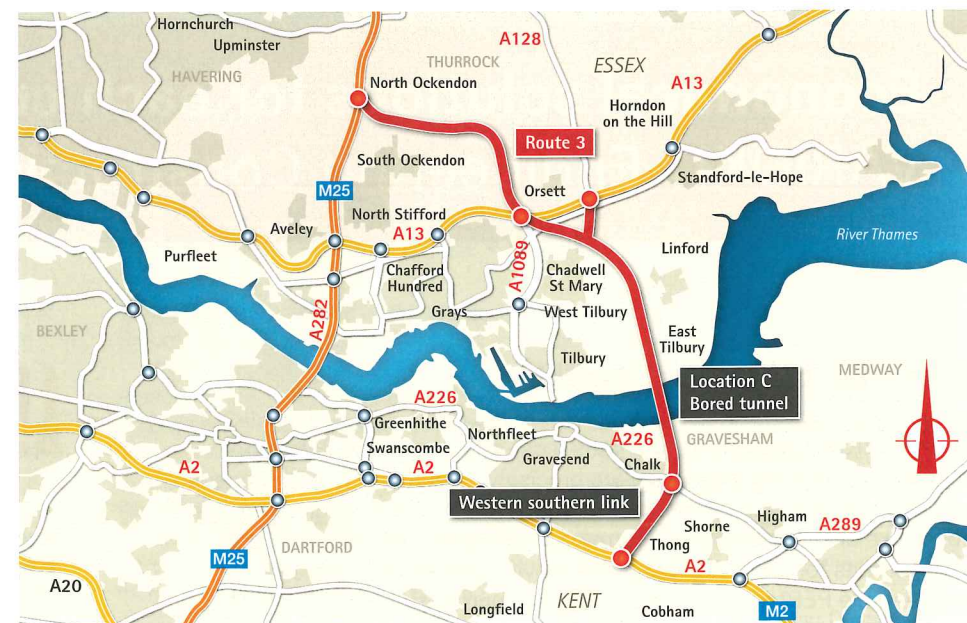 Hornchurch
Upminster
HAVERING
A128
THURROCK
ESSEX
North Ockendon
A13
Horndon
on the Hill
Route 3
South Ockendon
M25
Orsett
Standford-le-Hope
North Stifford
Aveley
A13
River Thames
Purfleet
Linford
Chafford
Hundred
A1089
Chadwell
St Mary
A282
Grays
West Tilbury
BEXLEY
East
Tilbury
Tilbury
MEDWAY
Location C
Bored tunnel
A226
Greenhithe
Northfleet
A226
GRAVESHAM
Swanscombe
A2
A2
Gravesend
Chalk
Western southern link
Shorne
Higham
A289
M25
DARTFORD
Thong
A2
A20
Longfield
KENT
Cobham
M2